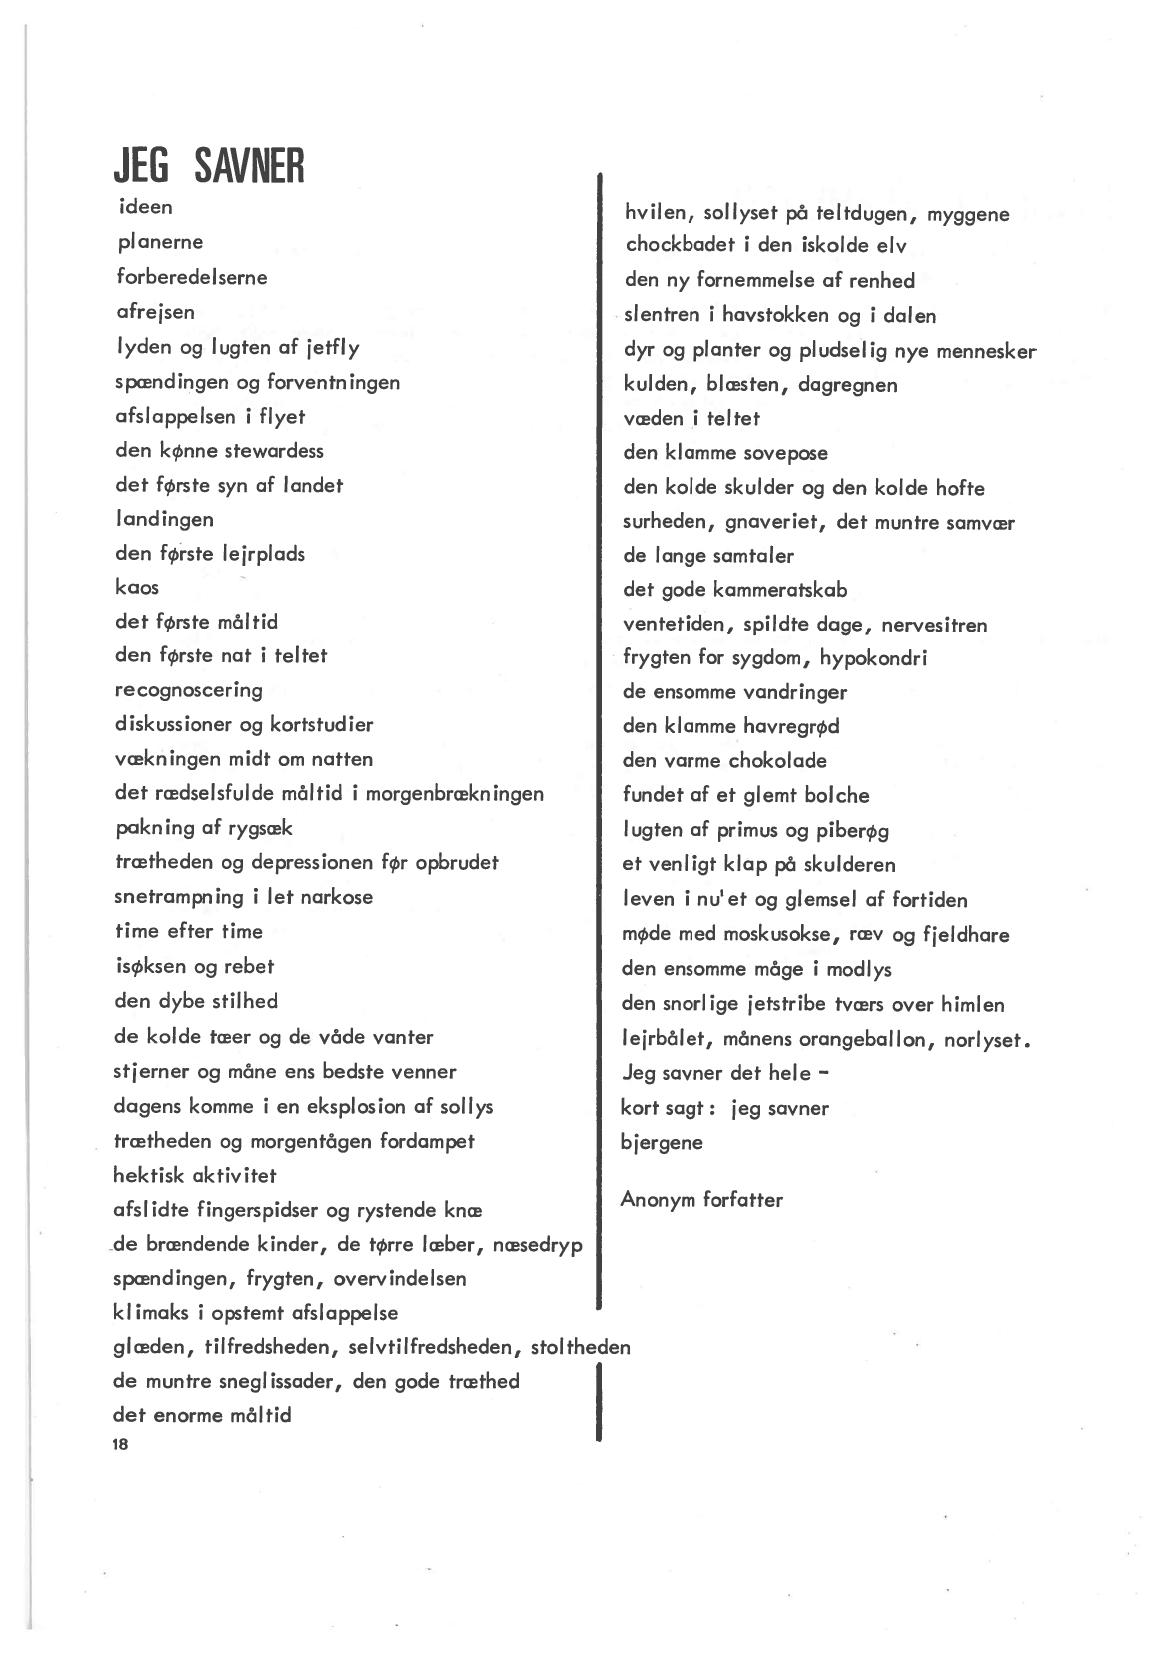 JEG SAVNER
ideen
planerne
forberedelserne
afrejsen
lyden og lugten af jetfly
spændingen og forventningen
afslappelsen i flyet
den kønne stewardess
det første syn af landet
landingen
den første lejrplads
kaos
det første måltid
den første nat i teltet
recognoscering
diskussioner og kortstudier
vækningen midt om natten
det rædselsfulde måltid i morgenbrækningen
pakning af rygsæk
trætheden og depressionen før opbrudet
snetrampning i let narkose
time efter time
isøksen og rebet
den dybe stilhed
de kolde tæer og de våde vanter
stjerner og måne ens bedste venner
dagens komme i en eksplosion af sollys
trætheden og morgentågen fordampet
hektisk aktivitet
afslidte fingerspidser og rystende knæ
de brændende kinder, de tørre læber, næsedryp
spændingen, frygten, overvindelsen
klimaks i opstemt afslappelse
glæden, tilfredsheden, selvtilfredsheden, stoltheden
de muntre sneglissader, den gode træthed
det enorme måltid
18
hvilen, sollyset på teltdugen, myggene
chockbadet i den iskolde elv
den ny fornemmelse af renhed
slentren i havstokken og i dalen
dyr og planter og pludselig nye mennesker
kulden, blæsten, dagregnen
væden i teltet
den klamme sovepose
den kolde skulder og den kolde hofte
surheden, gnaveriet, det muntre samvær
de lange samtaler
det gode kammeratskab
ventetiden, spildte dage, nervesitren
frygten for sygdom, hypokondri
de ensomme vandringer
den klamme havregrød
den varme chokolade
fundet af et glemt bolche
lugten af primus og piberøg
et venligt klap på skulderen
leven i nu'et og glemsel af fortiden
møde med moskusokse, ræv og fjeldhare
den ensomme måge i modlys
den snorlige jetstribe tværs over himlen
lejrbålet, månens orangeballon, norlyset.
Jeg savner det hele -
kort sagt: jeg savner
bjergene
Anonym forfatter